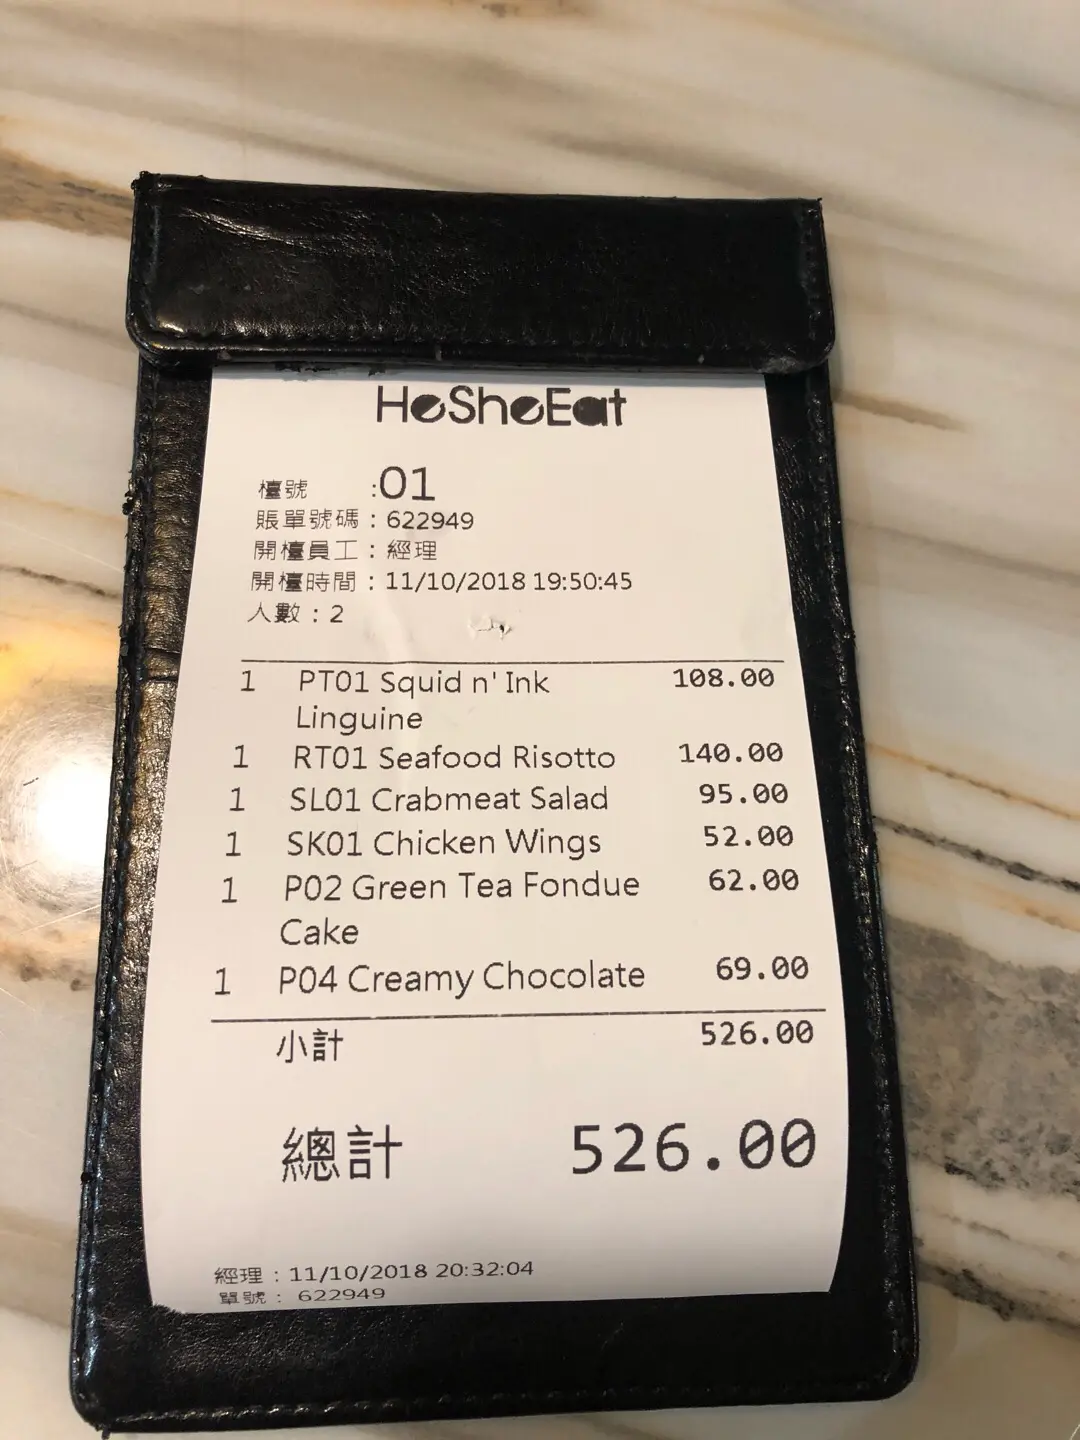 HeSheEat
檯號 :01
賬單號碼 : 622949
開檯員工 : 經理
開檯時間 : 11/10/2018 19:50:45
人數 : 2
1 PT01 Squid n' Ink 108.00
Linguine
1 RT01 Seafood Risotto 140.00
1 SL01 Crabmeat Salad 95.00
1 SK01 Chicken Wings 52.00
1 P02 Green Tea Fondue 62.00
Cake
1 P04 Creamy Chocolate 69.00
小計 526.00
總計 526.00
經理 : 11/10/2018 20:32:04
單號 : 622949